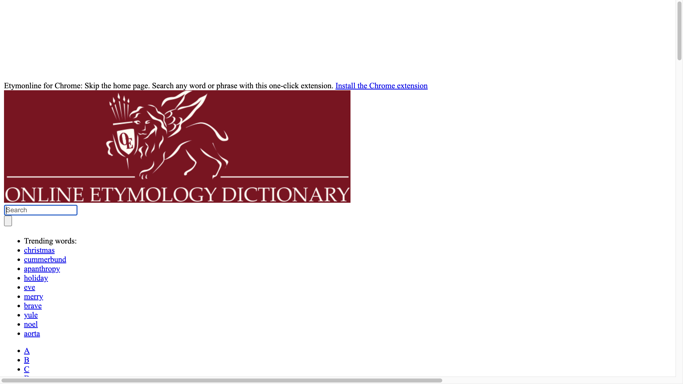 Etymonline for Chrome: Skip the home page. Search any word or phrase with this one-click extension. Install the Chrome extension
OE
ONLINE ETYMOLOGY DICTIONARY
Search
Trending words:
christmas
cummerbund
apanthropy
holiday
eve
merry
brave
yule
noel
aorta
A
B
C